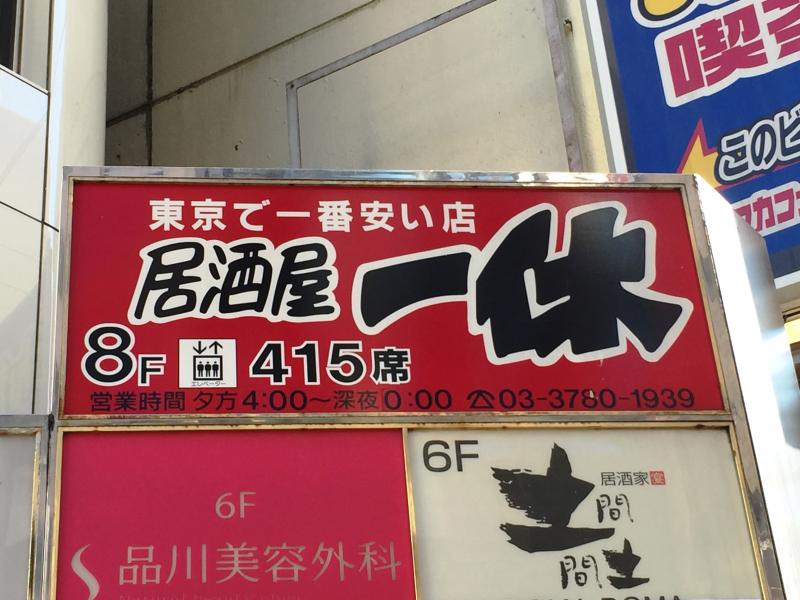 喫
このビ
東京で一番安い店
居酒屋 一休
8F エレベーター 415席
営業時間 夕方4:00〜深夜0:00 ☎03-3780-1939
6F
品川美容外科
6F
居酒家 宴
土間
間土